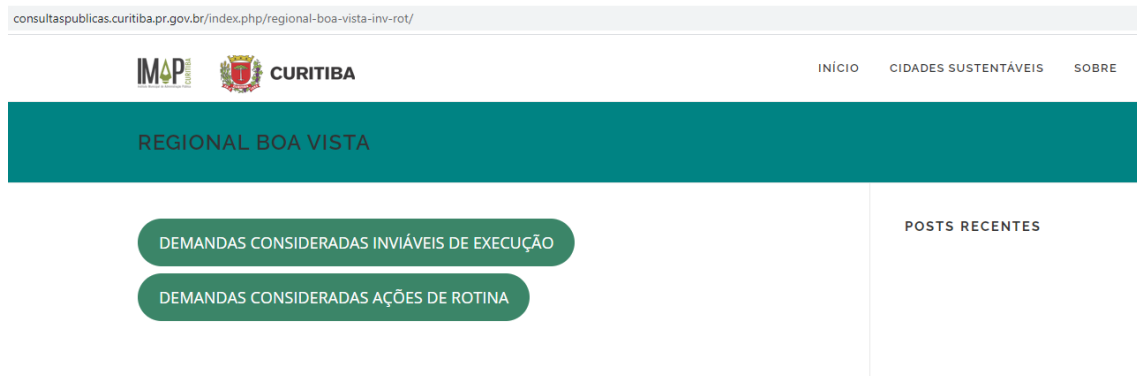 consultaspublicas.curitiba.pr.gov.br/index.php/regional-boa-vista-inv-rot/
IMAP CURITIBA
CURITIBA
INÍCIO CIDADES SUSTENTÁVEIS SOBRE
REGIONAL BOA VISTA
DEMANDAS CONSIDERADAS INVIÁVEIS DE EXECUÇÃO
DEMANDAS CONSIDERADAS AÇÕES DE ROTINA
POSTS RECENTES